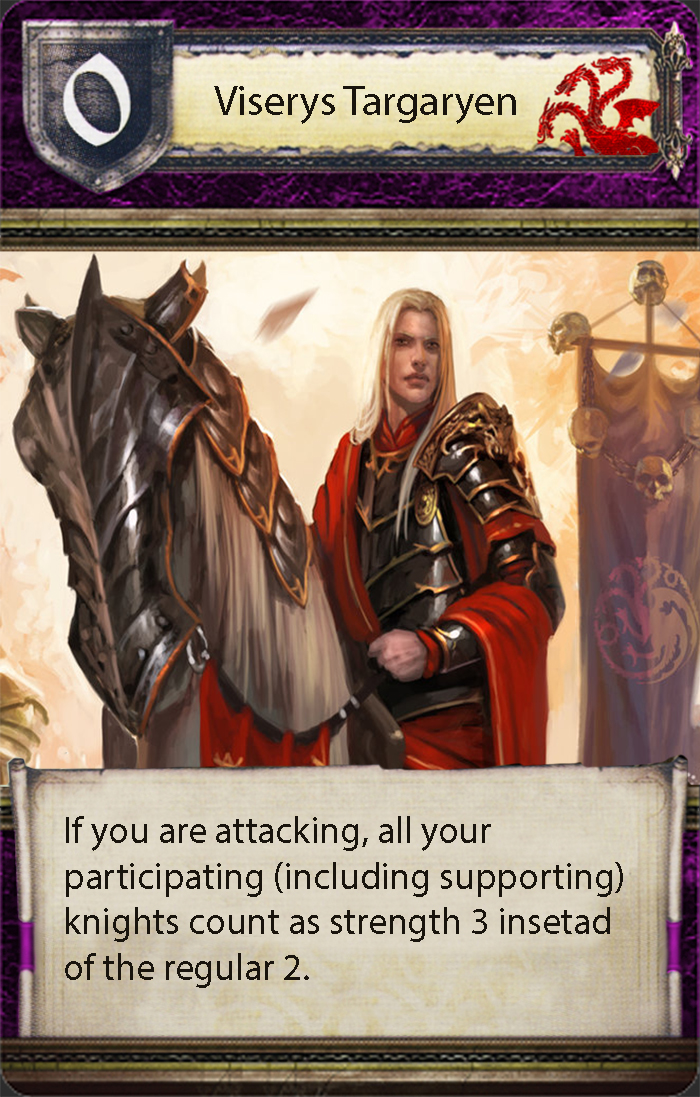 0
Viserys Targaryen
If you are attacking, all your
participating (including supporting)
knights count as strength 3 insetad
of the regular 2.